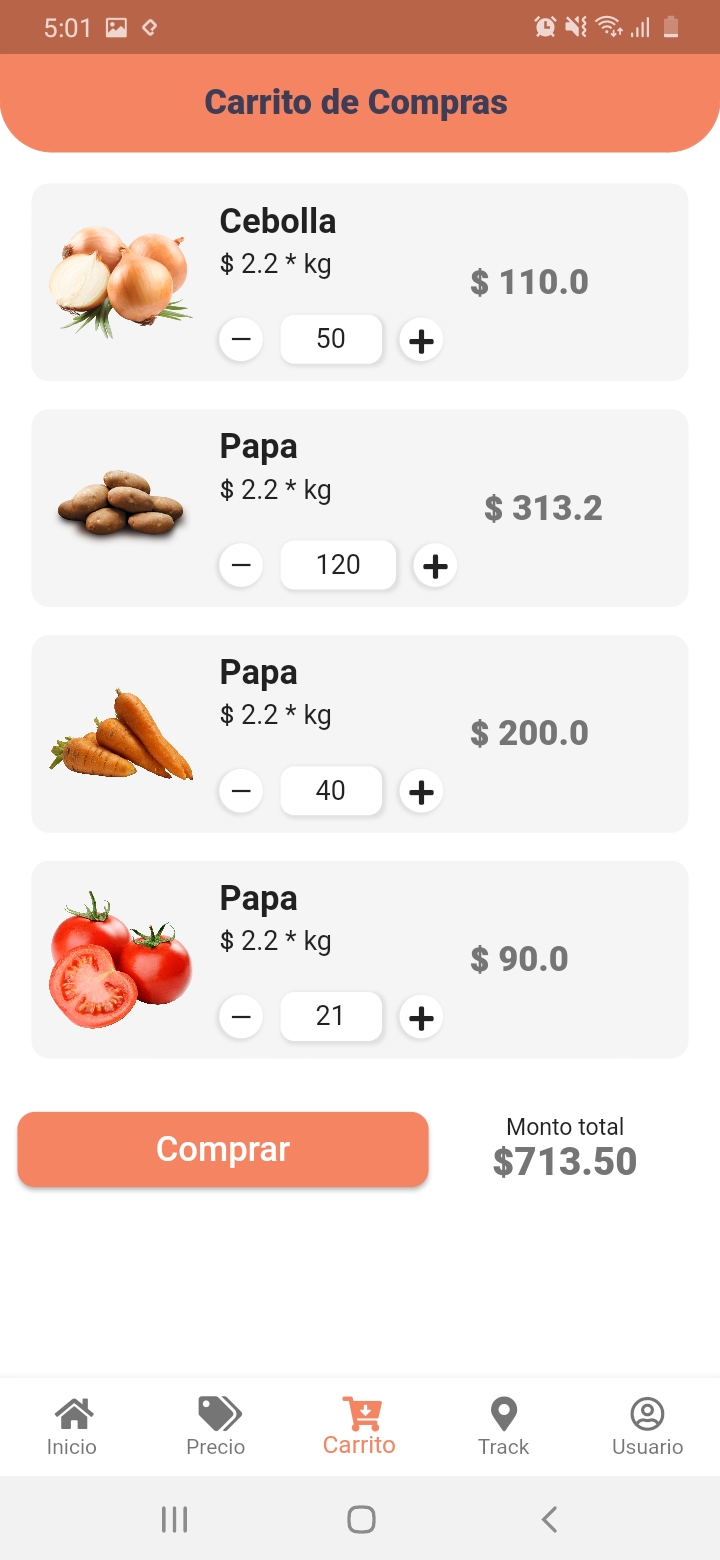 5:01
Carrito de Compras
Cebolla
$ 2.2 * kg
$ 110.0
50
Papa
$ 2.2 * kg
$ 313.2
120
Papa
$ 2.2 * kg
$ 200.0
40
Papa
$ 2.2 * kg
$ 90.0
21
Comprar
Monto total
$713.50
Inicio
Precio
Carrito
Track
Usuario